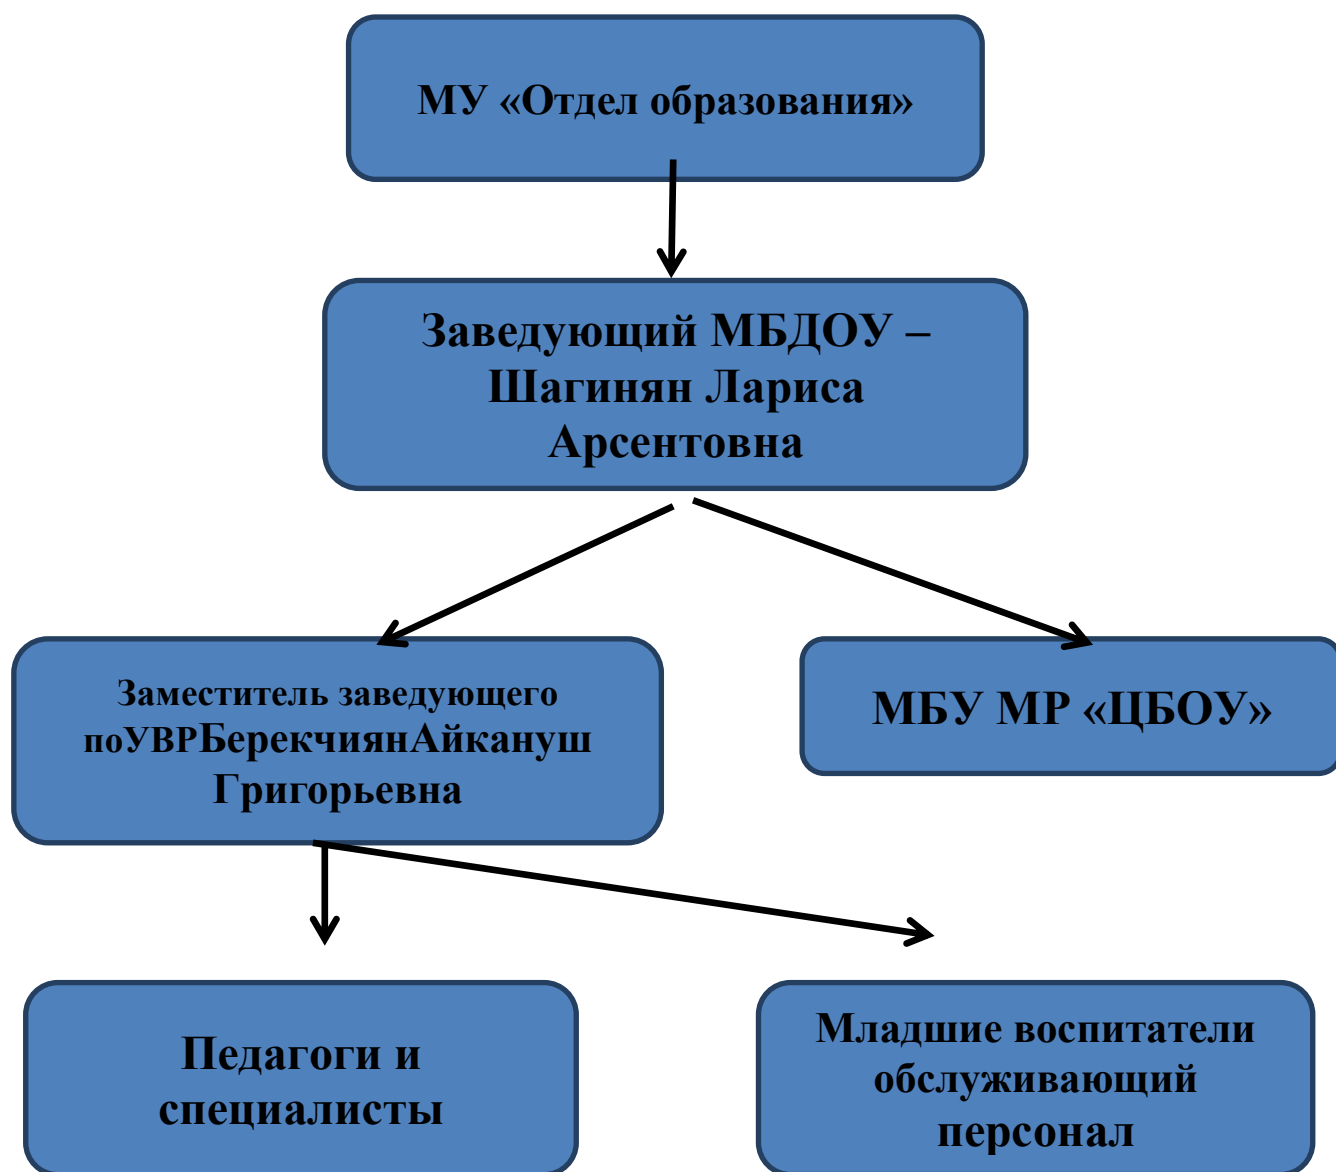 МУ «Отдел образования»
Заведующий МБДОУ –
Шагинян Лариса
Арсентовна
Заместитель заведующего
поУВРБерекчиянАйкануш
Григорьевна
МБУ МР «ЦБОУ»
Педагоги и
специалисты
Младшие воспитатели
обслуживающий
персонал